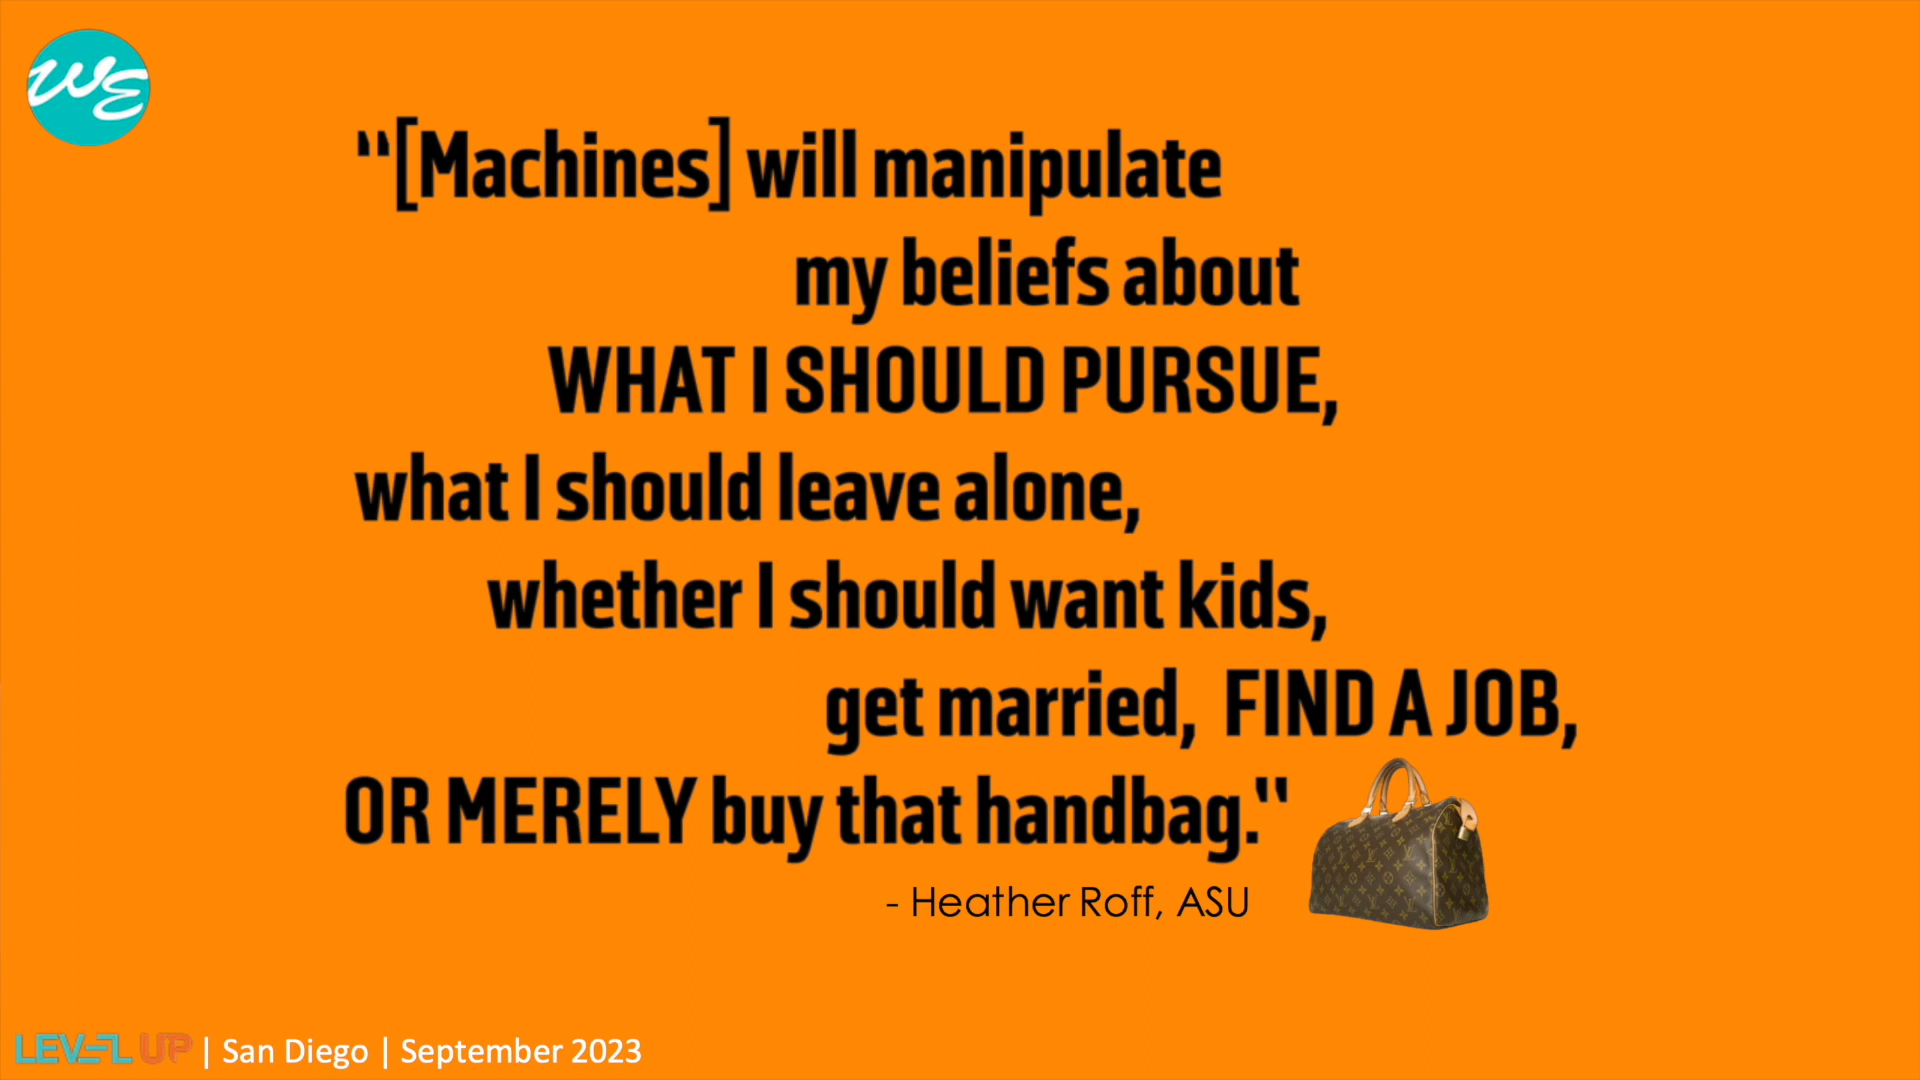 WE
"[Machines] will manipulate
my beliefs about
WHAT I SHOULD PURSUE,
what I should leave alone,
whether I should want kids,
get married, FIND A JOB,
OR MERELY buy that handbag."
- Heather Roff, ASU
LEVEL UP | San Diego | September 2023